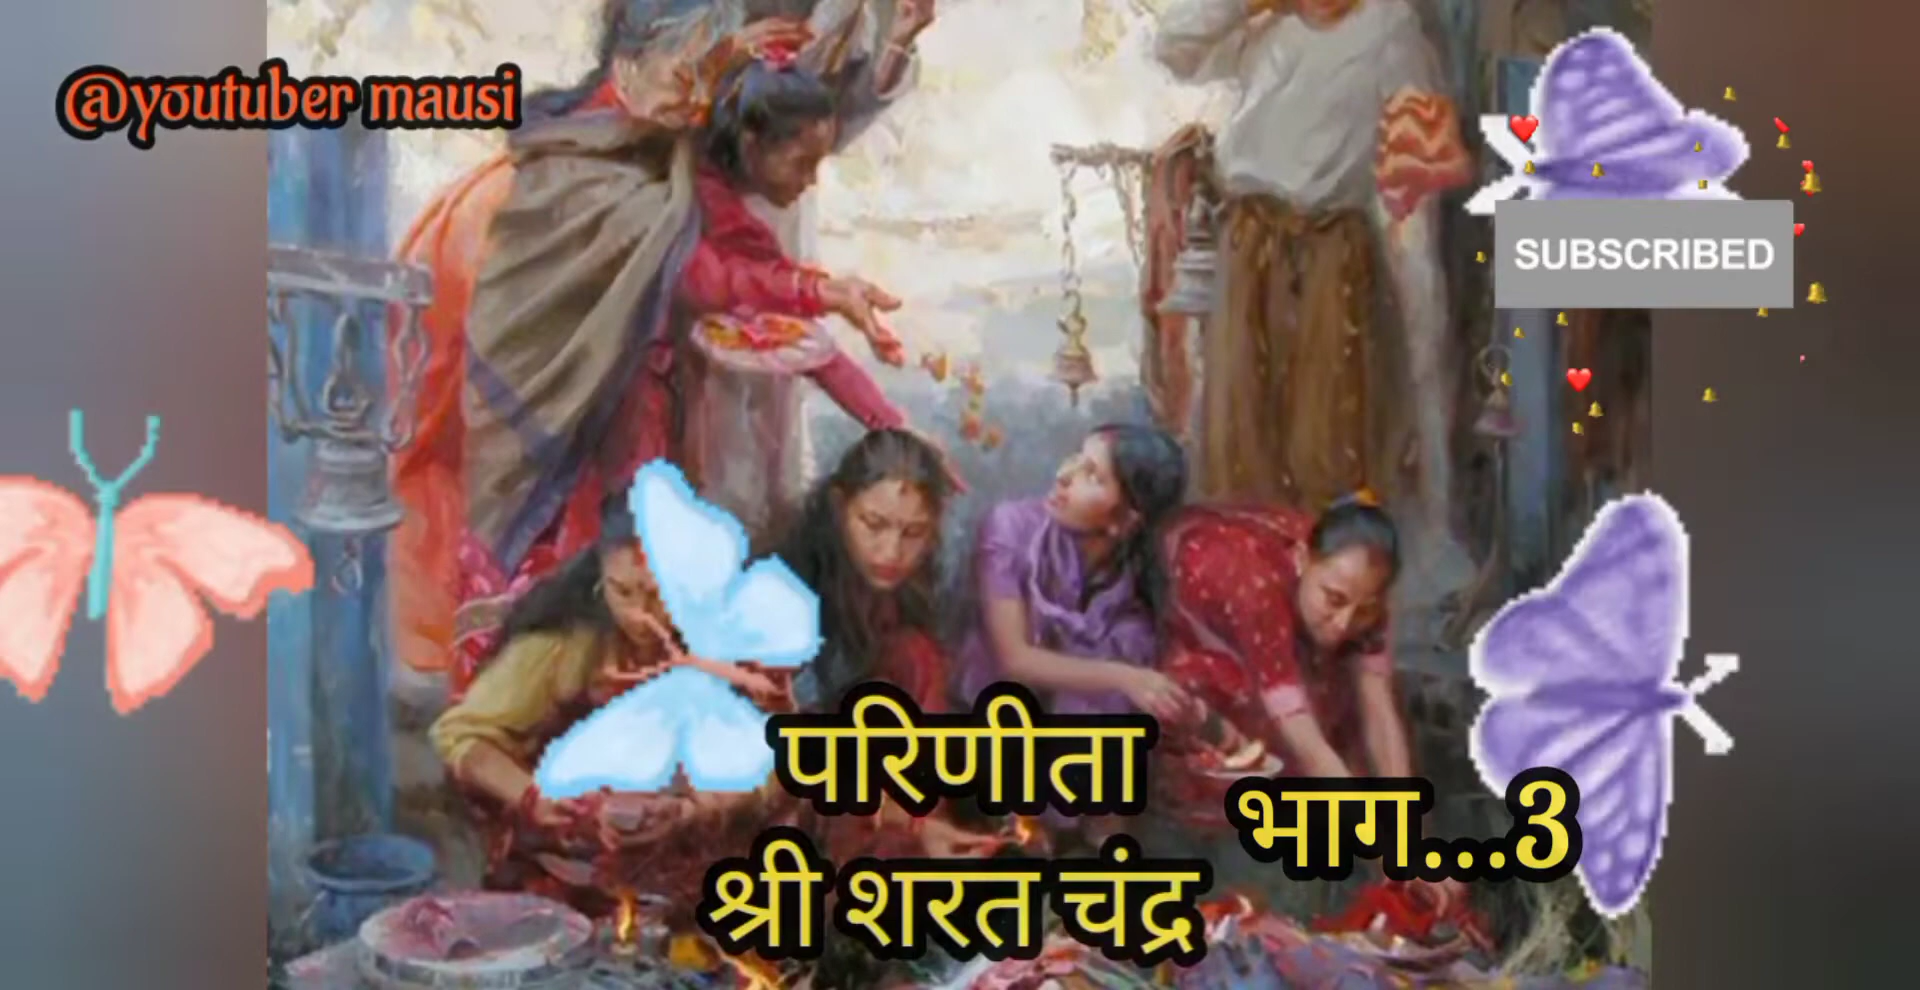 @youtuber mausi
SUBSCRIBED
परिणीता
भाग...3
श्री शरत चंद्र